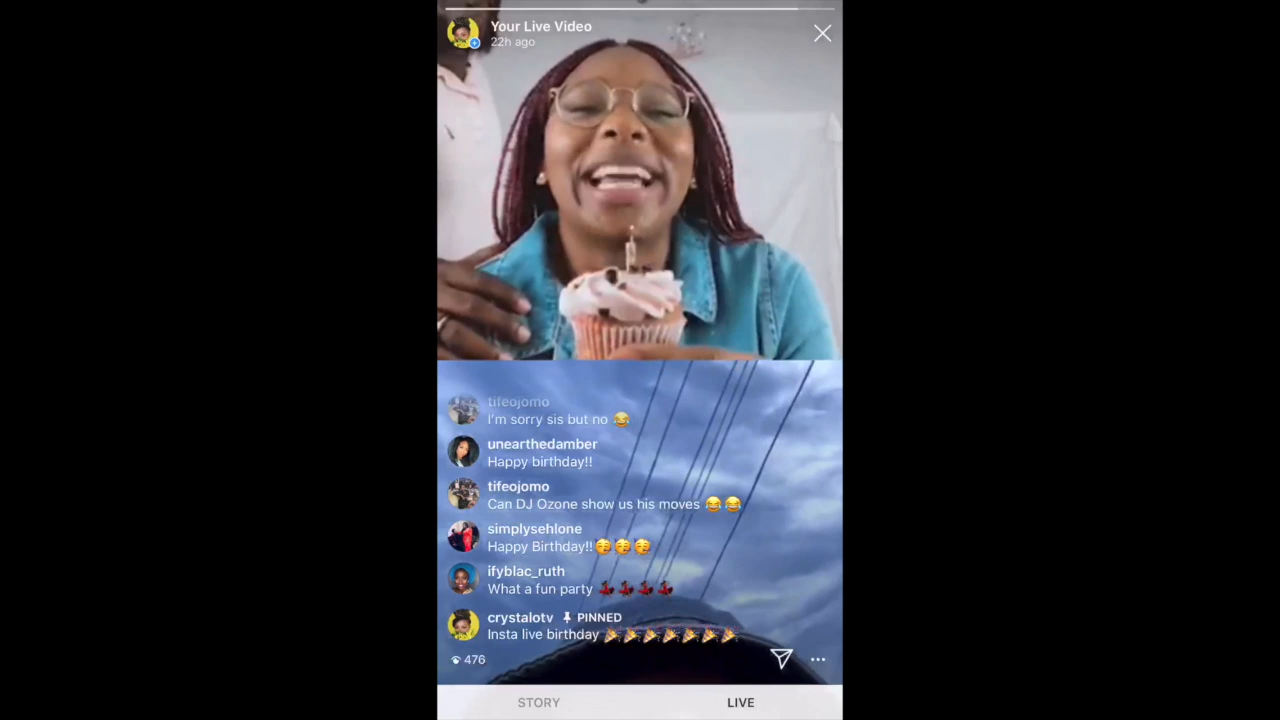 Your Live Video
22h ago
tifeojomo
I'm sorry sis but no 😂
unearthedamber
Happy birthday!!
tifeojomo
Can DJ Ozone show us his moves 😂😂
simplysehlone
Happy Birthday!!🥳🥳🥳
ifyblac_ruth
What a fun party 💃🏿💃🏿💃🏿💃🏿
crystalotv PINNED
Insta live birthday 🎉🎉🎉🎉🎉🎉🎉
476
STORY LIVE